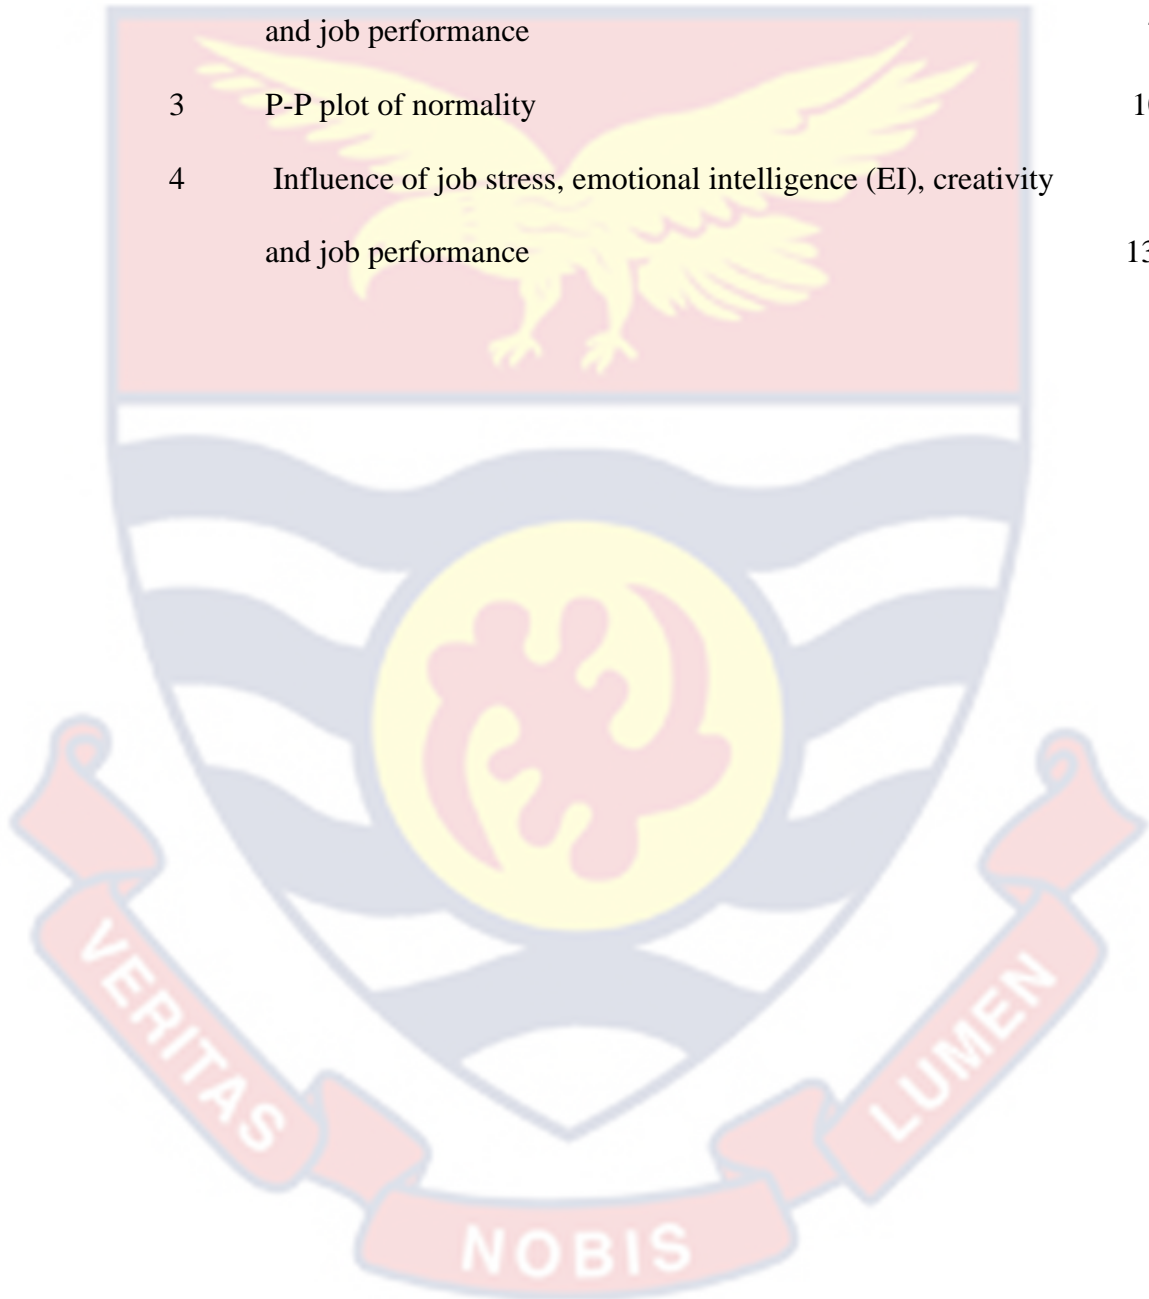 and job performance
3 P-P plot of normality
4 Influence of job stress, emotional intelligence (EI), creativity
and job performance
VERITAS
NOBIS
LUMEN